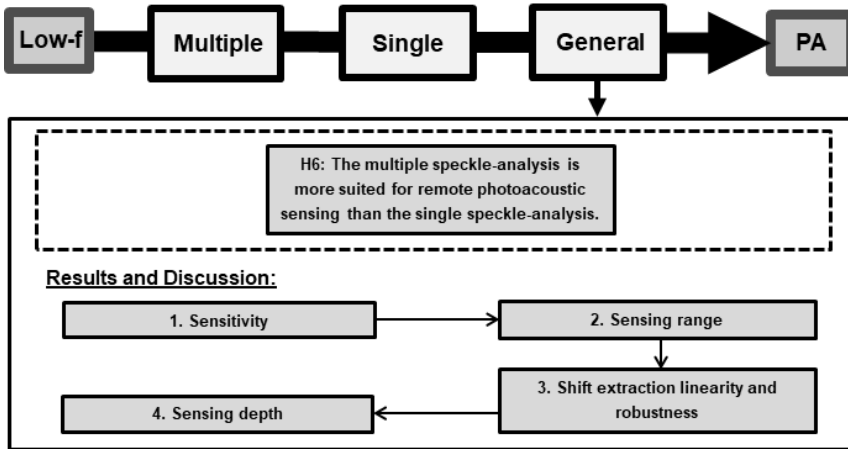 Low-f
Multiple
Single
General
PA
H6: The multiple speckle-analysis is
more suited for remote photoacoustic
sensing than the single speckle-analysis.
Results and Discussion:
1. Sensitivity
2. Sensing range
3. Shift extraction linearity and
robustness
4. Sensing depth